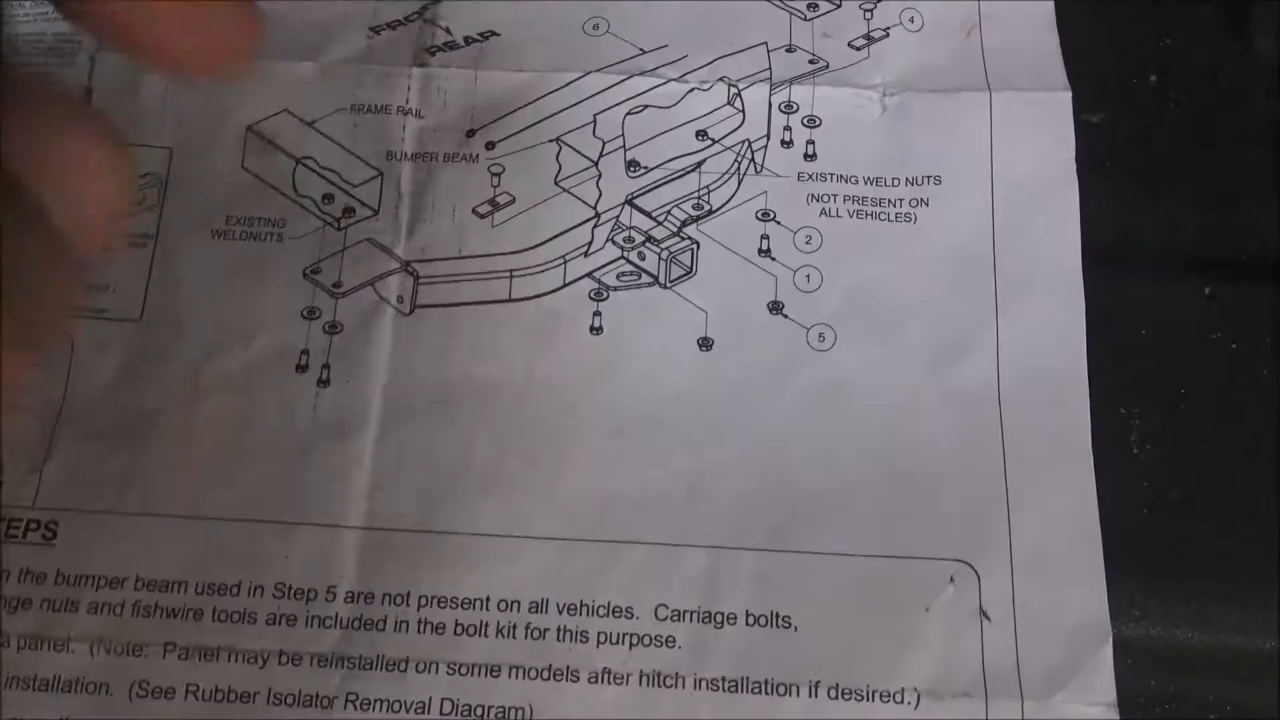 FRO
REAR
6
4
FRAME RAIL
BUMPER BEAM
EXISTING WELD NUTS
(NOT PRESENT ON
ALL VEHICLES)
EXISTING
WELDNUTS
2
1
5
EPS
n the bumper beam used in Step 5 are not present on all vehicles. Carriage bolts,
nge nuts and fishwire tools are included in the bolt kit for this purpose.
a panel. (Note: Panel may be reinstalled on some models after hitch installation if desired.)
installation. (See Rubber Isolator Removal Diagram)